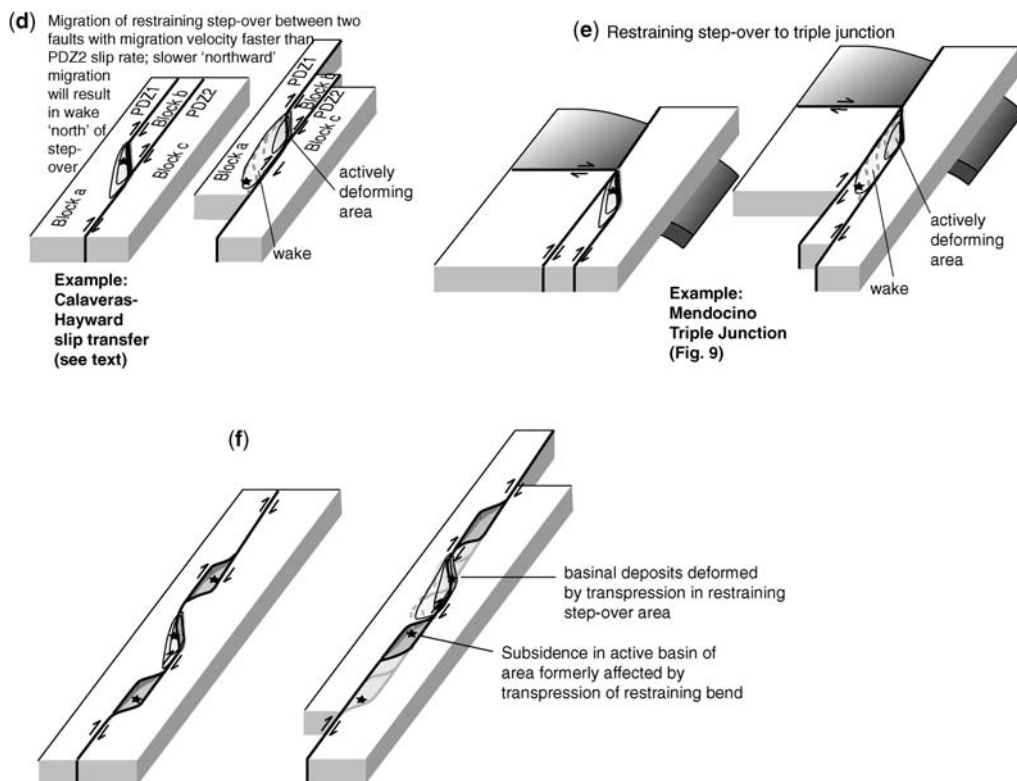 (d) Migration of restraining step-over between two
faults with migration velocity faster than
PDZ2 slip rate; slower ‘northward’
migration
will result
in wake
‘north’ of
step-
over
PDZ1
Block b
PDZ2
Block a
Block c
PDZ1
Block b
PDZ2
Block a
Block c
actively
deforming
area
wake
Example:
Calaveras-
Hayward
slip transfer
(see text)
(e) Restraining step-over to triple junction
actively
deforming
area
wake
Example:
Mendocino
Triple Junction
(Fig. 9)
(f)
basinal deposits deformed
by transpression in restraining
step-over area
Subsidence in active basin of
area formerly affected by
transpression of restraining bend